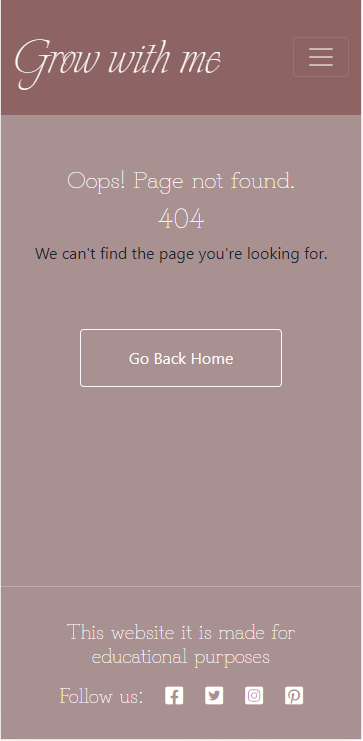 Grow with me
Oops! Page not found.
404
We can't find the page you're looking for.
Go Back Home
This website it is made for
educational purposes
Follow us: